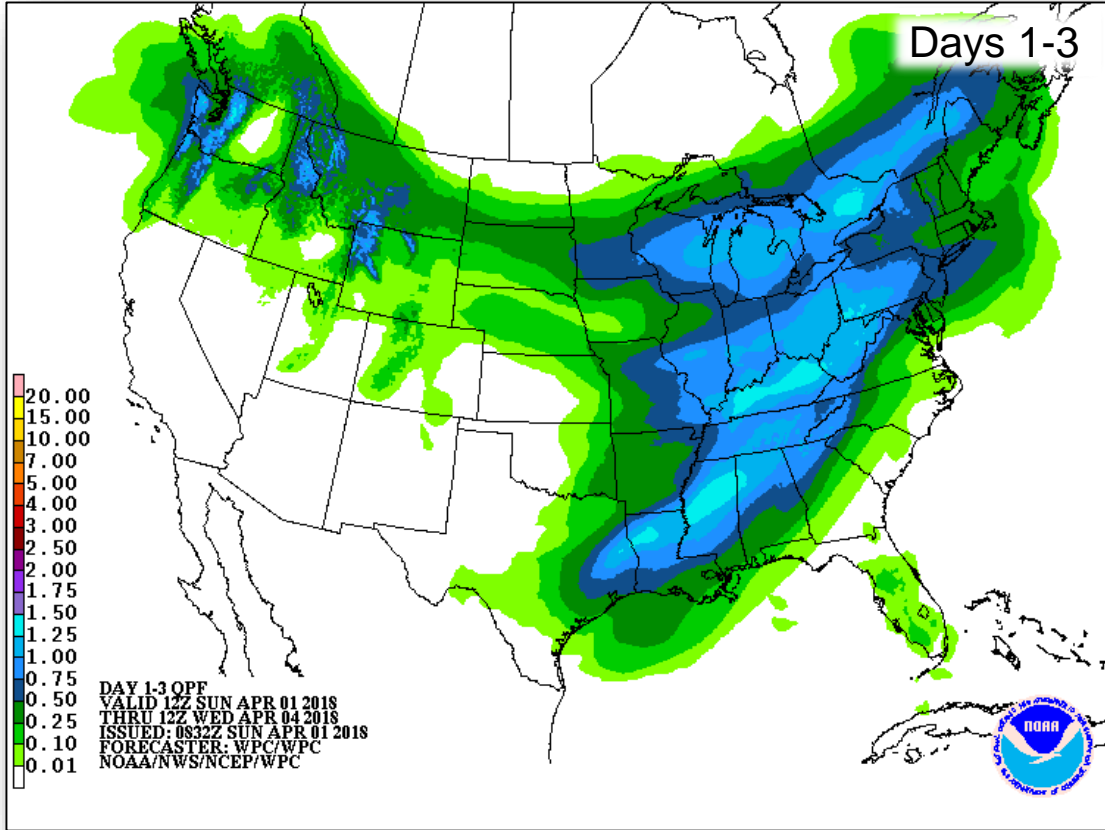 Days 1-3
20.00
15.00
10.00
7.00
5.00
4.00
3.00
2.50
2.00
1.75
1.50
1.25
1.00
0.75
0.50
0.25
0.10
0.01
DAY 1-3 QPF
VALID 12Z SUN APR 01 2018
THRU 12Z WED APR 04 2018
ISSUED: 0832Z SUN APR 01 2018
FORECASTER: WPC/WPC
NOAA/NWS/NCEP/WPC
NOAA